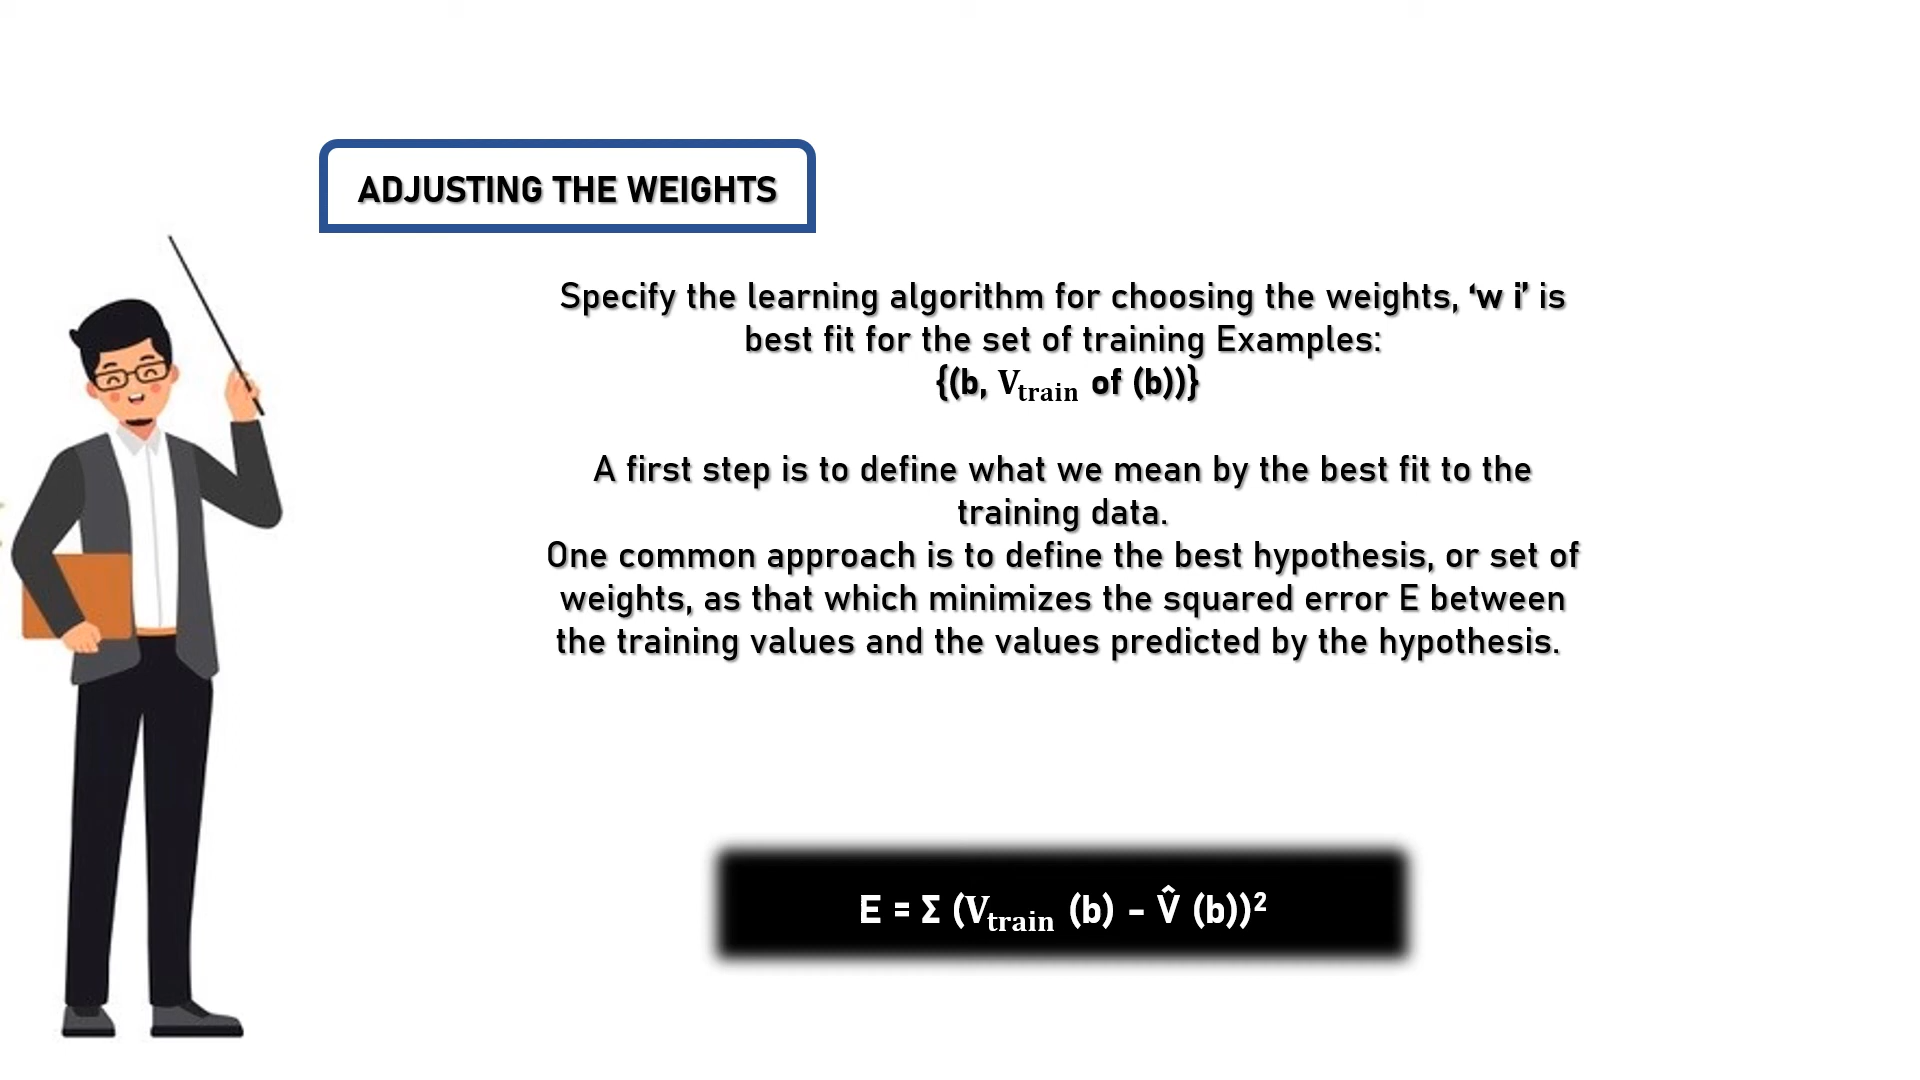 ADJUSTING THE WEIGHTS
Specify the learning algorithm for choosing the weights, ‘w i’ is
best fit for the set of training Examples:
{(b, V_train of (b))}
A first step is to define what we mean by the best fit to the
training data.
One common approach is to define the best hypothesis, or set of
weights, as that which minimizes the squared error E between
the training values and the values predicted by the hypothesis.
E = Σ (V_train (b) – V̂ (b))²